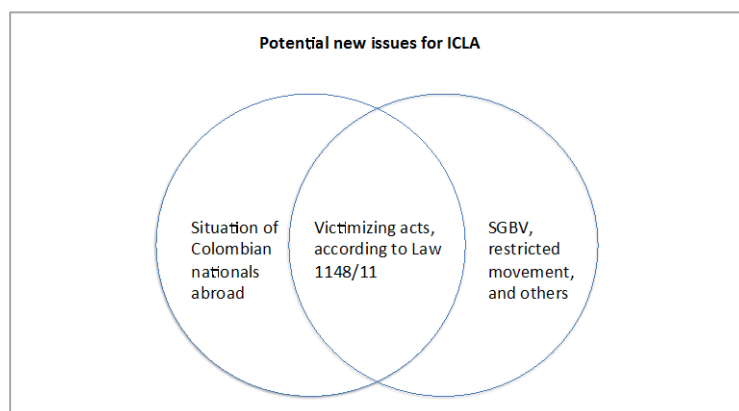 Potential new issues for ICLA
Situation of
Colombian
nationals
abroad
Victimizing acts,
according to Law
1148/11
SGBV,
restricted
movement,
and others